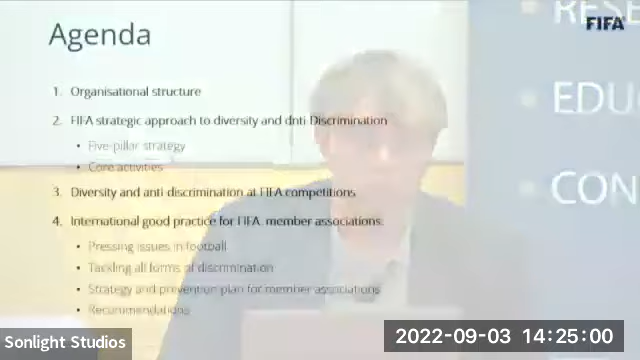 Agenda
FIFA
RESE
1. Organisational structure
2. FIFA strategic approach to diversity and dnti Discrimination
EDU
• Five-pillar strategy
• Core activities
CON
3. Diversity and anti-discrimination at FIFA competitions
4. International good practice for FIFA member associations:
• Pressing issues in football
• Tackling all forms of discrimination
• Strategy and prevention plan for member associations
• Recommendations
Sonlight Studios
2022-09-03 14:25:00